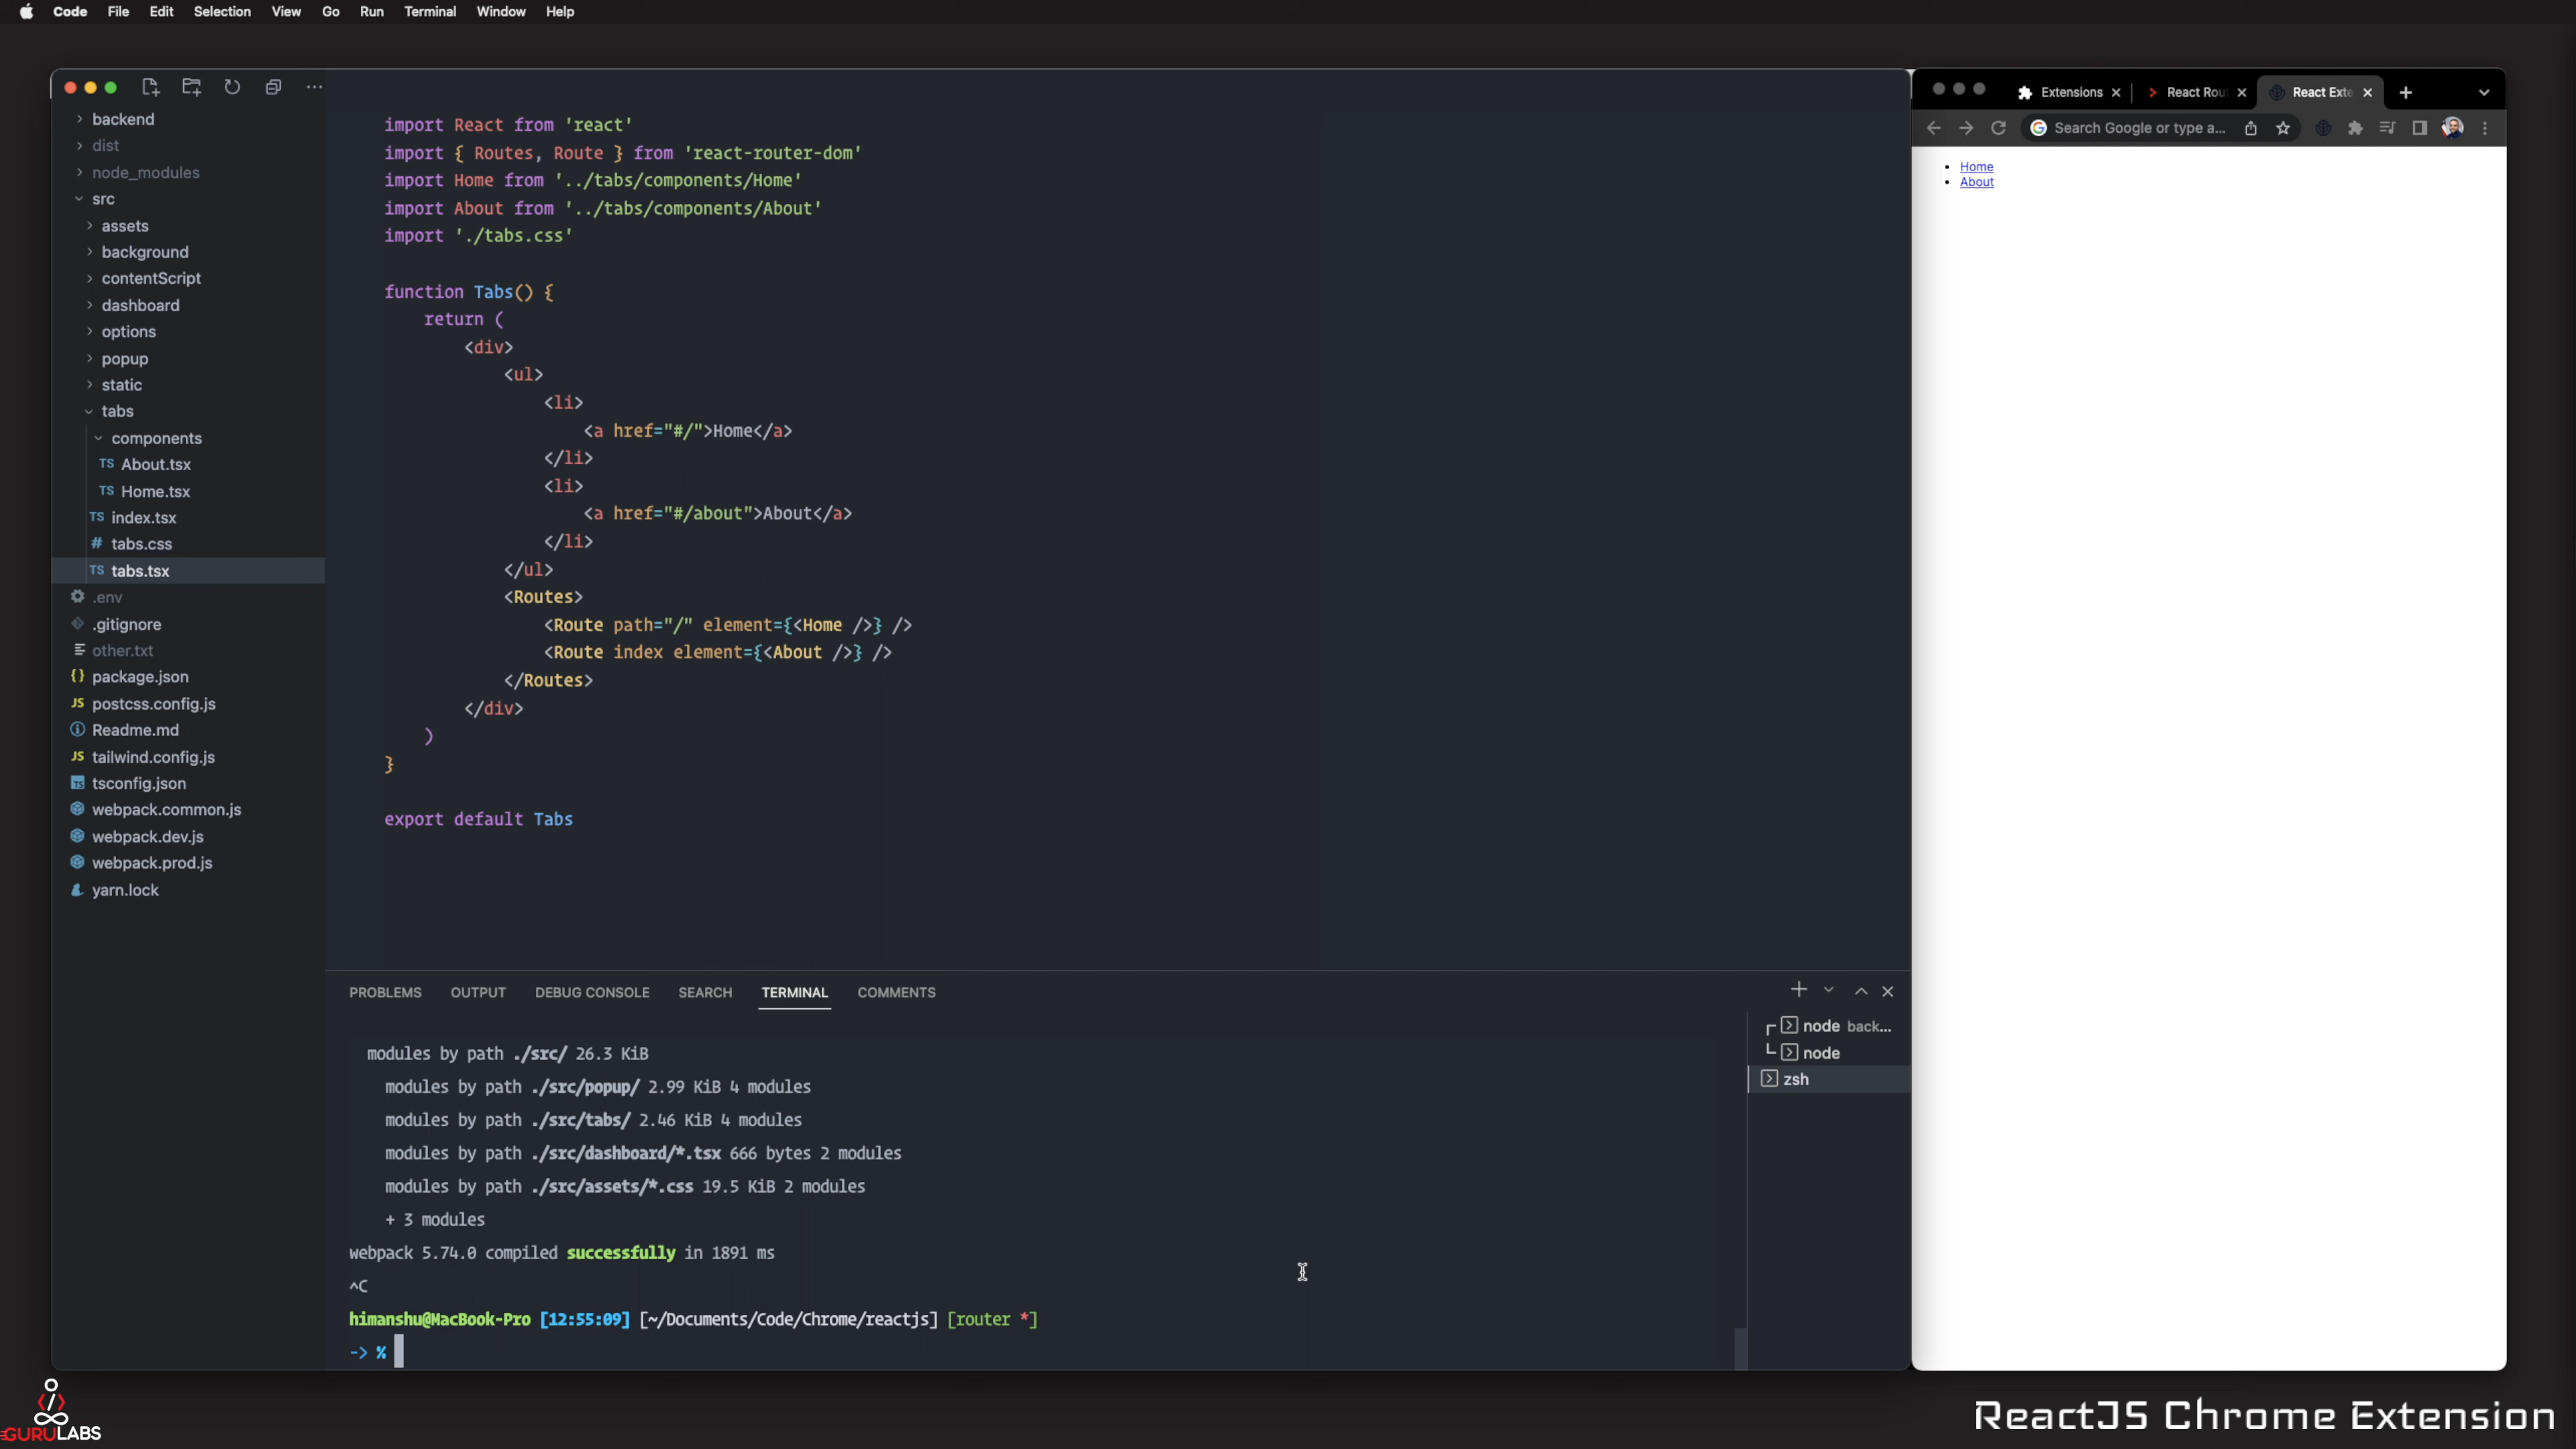 Code File Edit Selection View Go Run Terminal Window Help
backend
dist
node_modules
src
assets
background
contentScript
dashboard
options
popup
static
tabs
components
TS About.tsx
TS Home.tsx
TS index.tsx
# tabs.css
TS tabs.tsx
.env
.gitignore
other.txt
{} package.json
JS postcss.config.js
Readme.md
JS tailwind.config.js
TS tsconfig.json
webpack.common.js
webpack.dev.js
webpack.prod.js
yarn.lock
import React from 'react'
import { Routes, Route } from 'react-router-dom'
import Home from '../tabs/components/Home'
import About from '../tabs/components/About'
import './tabs.css'
function Tabs() {
return (
<div>
<ul>
<li>
<a href="#/">Home</a>
</li>
<li>
<a href="#/about">About</a>
</li>
</ul>
<Routes>
<Route path="/" element={<Home />} />
<Route index element={<About />} />
</Routes>
</div>
)
}
export default Tabs
PROBLEMS OUTPUT DEBUG CONSOLE SEARCH TERMINAL COMMENTS
modules by path ./src/ 26.3 KiB
modules by path ./src/popup/ 2.99 KiB 4 modules
modules by path ./src/tabs/ 2.46 KiB 4 modules
modules by path ./src/dashboard/*.tsx 666 bytes 2 modules
modules by path ./src/assets/*.css 19.5 KiB 2 modules
+ 3 modules
webpack 5.74.0 compiled successfully in 1891 ms
^C
himanshu@MacBook-Pro [12:55:09] [~/Documents/Code/Chrome/reactjs] [router *]
-> %
node back...
node
zsh
Extensions React Rou React Exte
Search Google or type a...
Home
About
GURULABS
ReactJS Chrome Extension